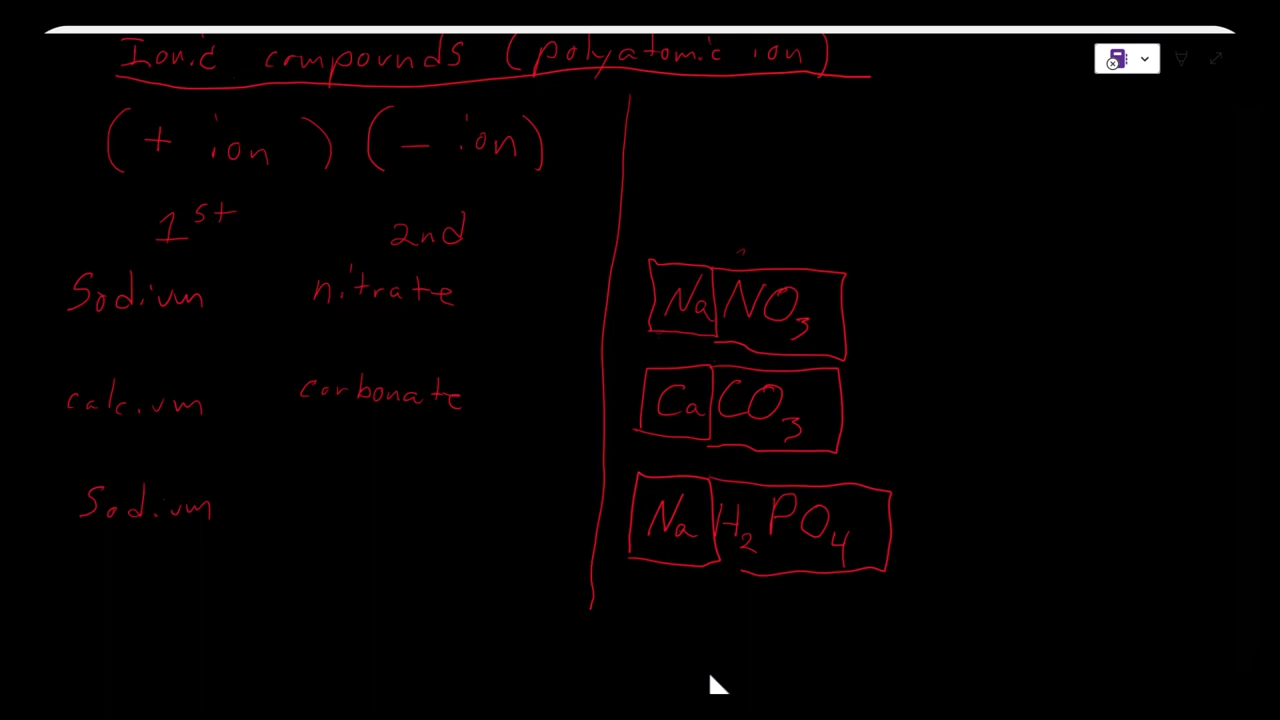 Ionic compounds (polyatomic ion)
(+ ion) (- ion)
1st 2nd
Sodium nitrate NaNO₃
calcium carbonate CaCO₃
Sodium NaH₂PO₄